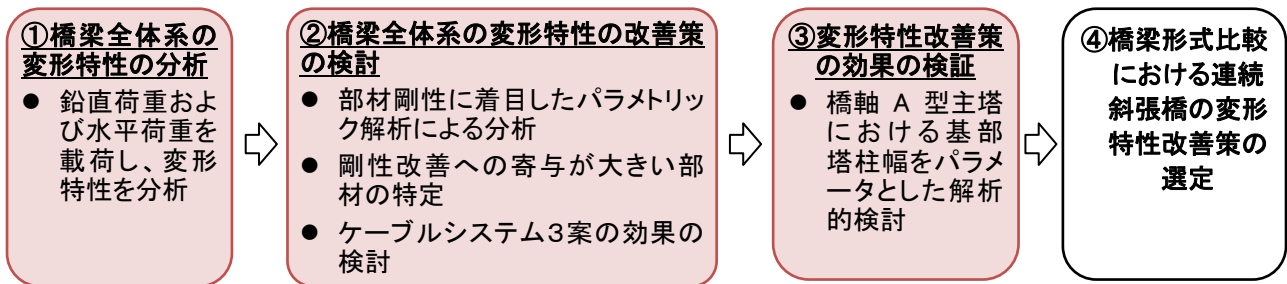 ①橋梁全体系の
変形特性の分析
● 鉛直荷重およ
び水平荷重を
載荷し、変形
特性を分析
②橋梁全体系の変形特性の改善策
の検討
● 部材剛性に着目したパラメトリッ
ク解析による分析
● 剛性改善への寄与が大きい部
材の特定
● ケーブルシステム3案の効果の
検討
③変形特性改善策
の効果の検証
● 橋軸 A 型主塔
における基部
塔柱幅をパラメ
ータとした解析
的検討
④橋梁形式比較
における連続
斜張橋の変形
特性改善策の
選定